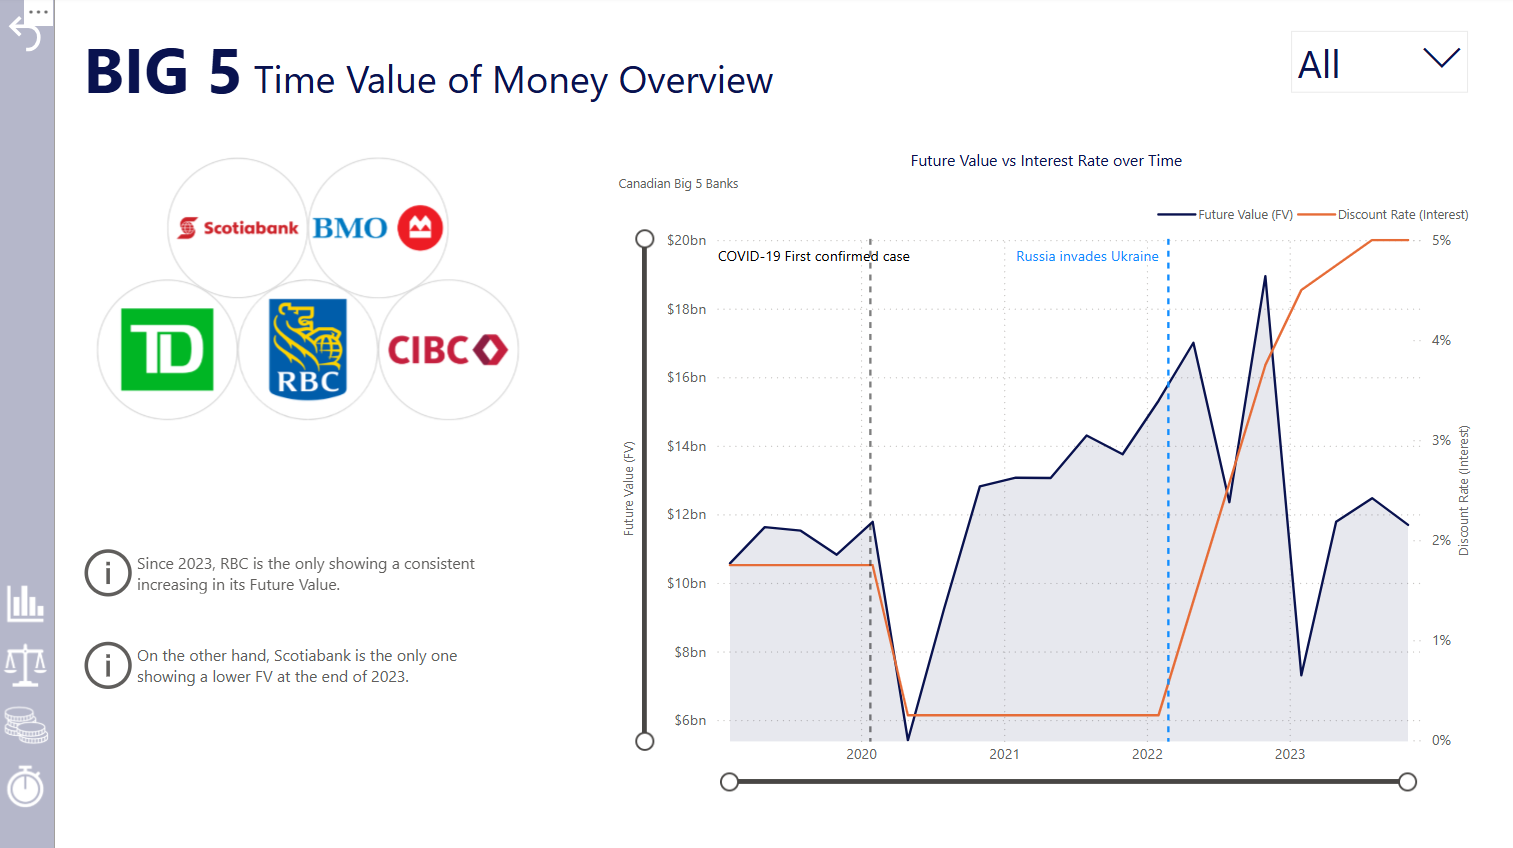 BIG 5 Time Value of Money Overview
All
Scotiabank
BMO
TD
RBC
CIBC
Since 2023, RBC is the only showing a consistent
increasing in its Future Value.
On the other hand, Scotiabank is the only one
showing a lower FV at the end of 2023.
Future Value vs Interest Rate over Time
Canadian Big 5 Banks
Future Value (FV)
Discount Rate (Interest)
COVID-19 First confirmed case
Russia invades Ukraine
Future Value (FV)
$20bn
$18bn
$16bn
$14bn
$12bn
$10bn
$8bn
$6bn
5%
4%
3%
2%
1%
0%
Discount Rate (Interest)
2020
2021
2022
2023